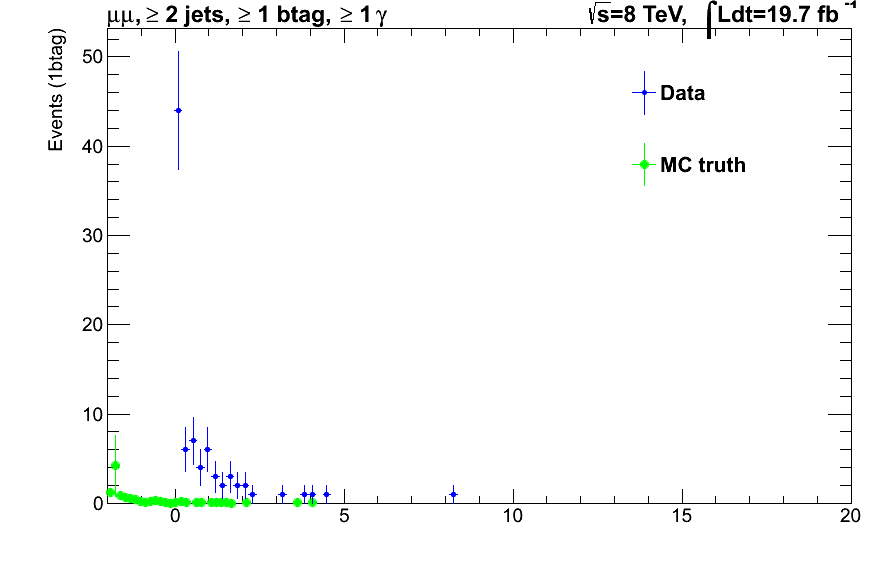 μμ, ≥ 2 jets, ≥ 1 btag, ≥ 1 γ
√s=8 TeV, ∫Ldt=19.7 fb⁻¹
Events (1btag)
50
40
30
20
10
0
Data
MC truth
0 5 10 15 20